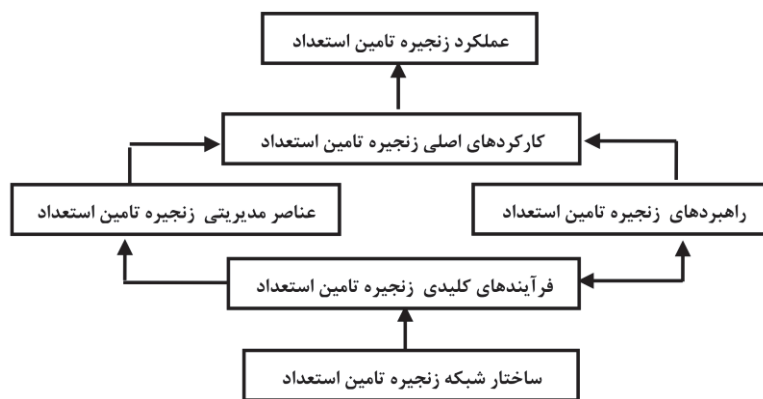 عملکرد زنجیره تامین استعداد
کارکردهای اصلی زنجیره تامین استعداد
راهبردهای زنجیره تامین استعداد
عناصر مدیریتی زنجیره تامین استعداد
فرآیندهای کلیدی زنجیره تامین استعداد
ساختار شبکه زنجیره تامین استعداد